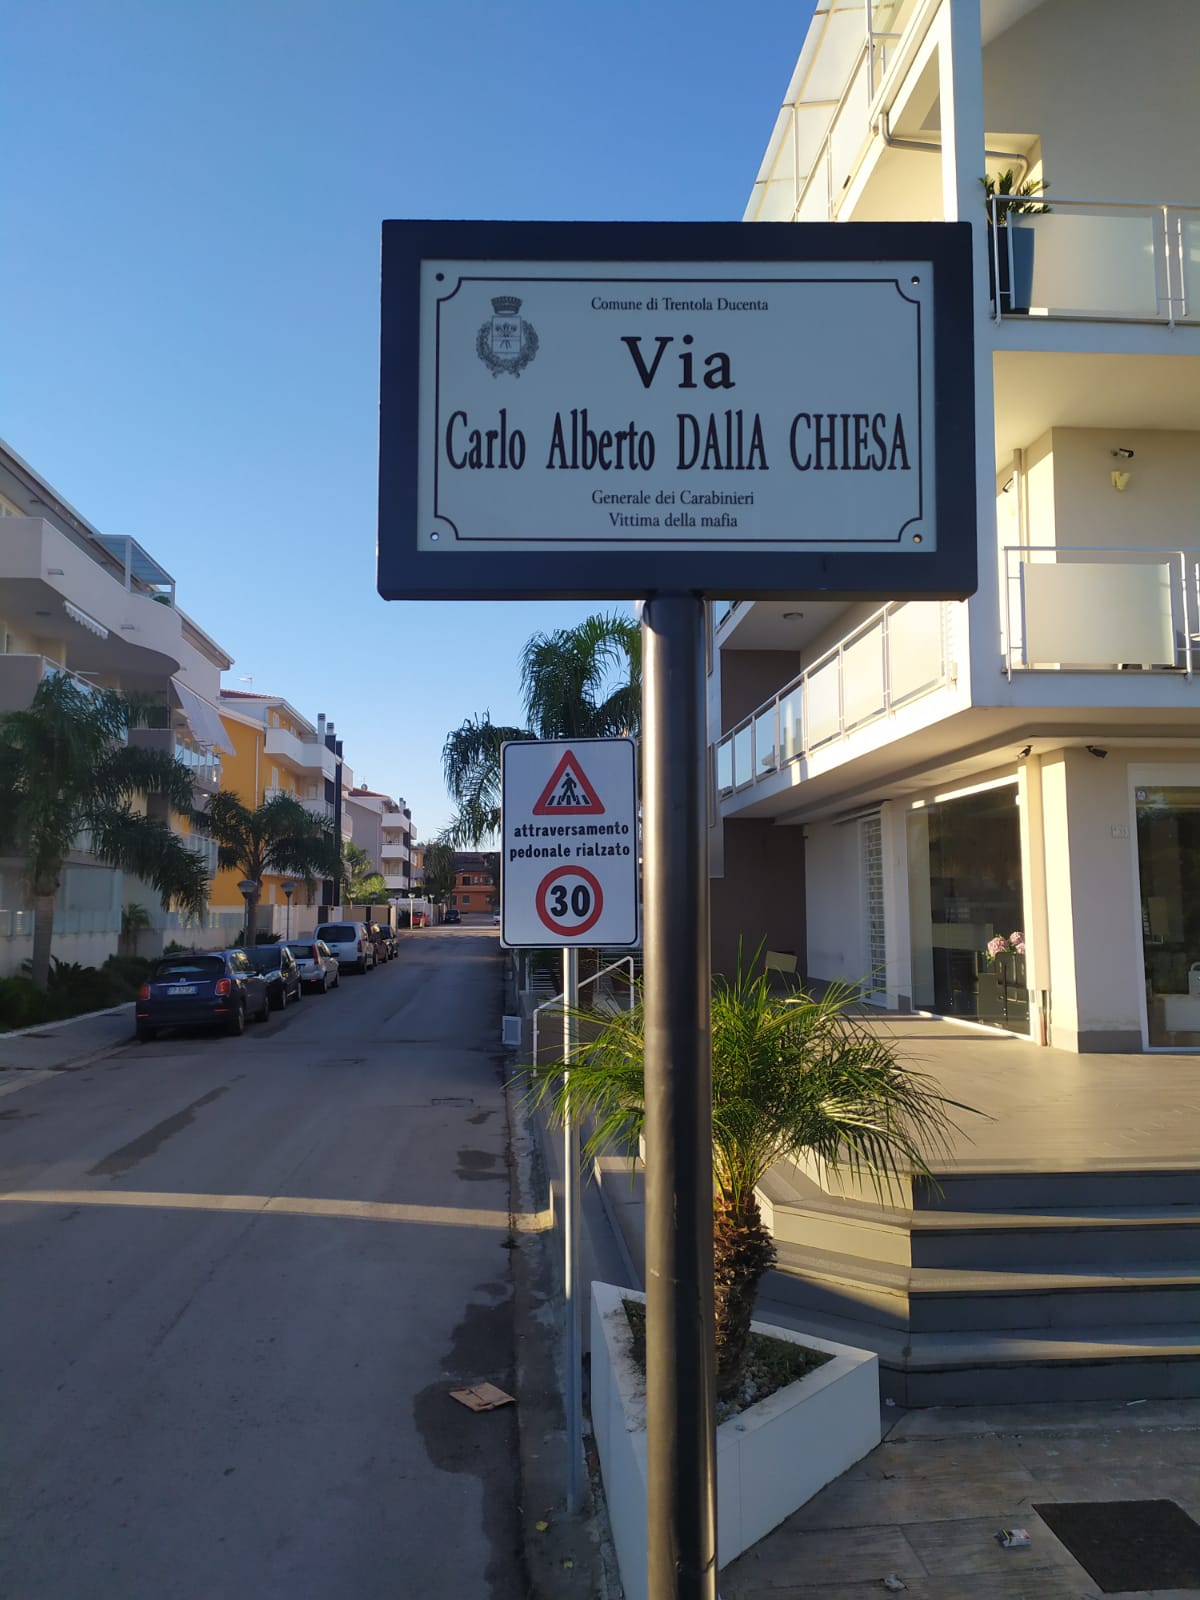 Comune di Trentola Ducenta
Via
Carlo Alberto DALlA CHIESA
Generale dei Carabinieri
Vittima della mafia
attraversamento
pedonale rialzato
30